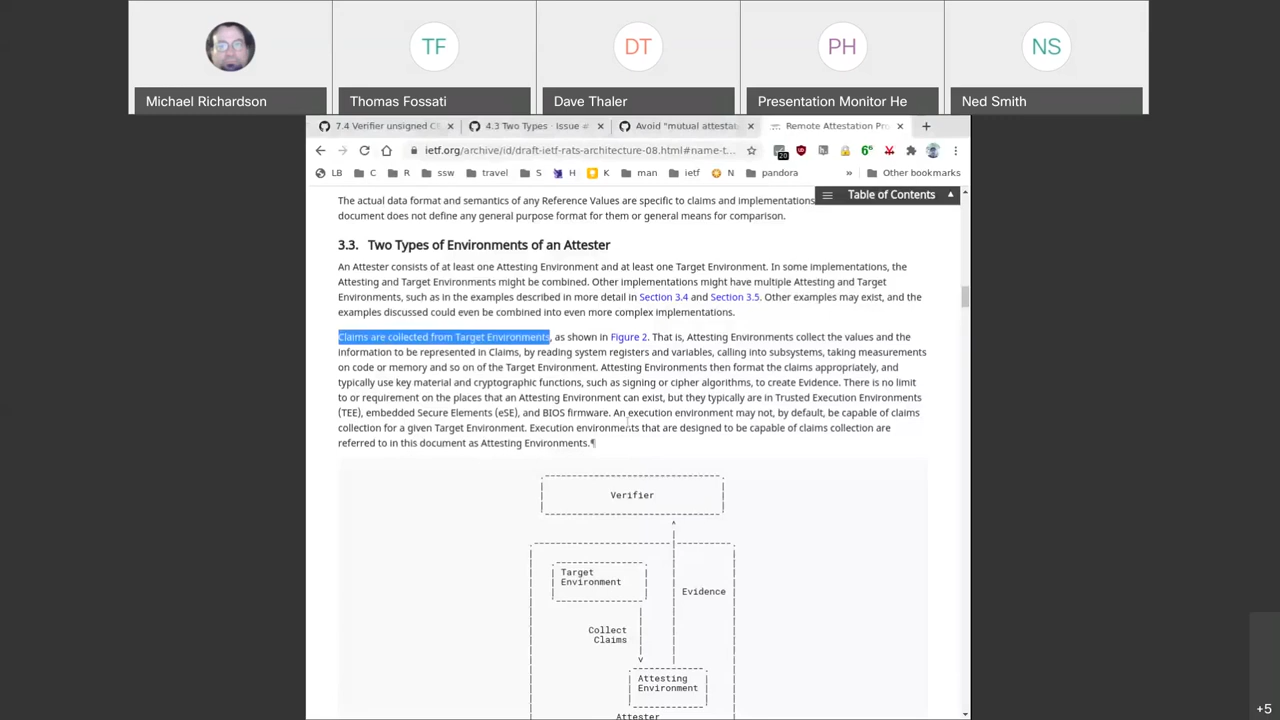 TF
DT
PH
NS
Michael Richardson
Thomas Fossati
Dave Thaler
Presentation Monitor He
Ned Smith
7.4 Verifier unsigned CE
4.3 Two Types · Issue #
Avoid "mutual attestat
Remote Attestation Pro
ietf.org/archive/id/draft-ietf-rats-architecture-08.html#name-t...
20
LB
C
R
ssw
travel
S
H
K
man
ietf
N
pandora
»
Other bookmarks
Table of Contents
The actual data format and semantics of any Reference Values are specific to claims and implementations
document does not define any general purpose format for them or general means for comparison.
3.3. Two Types of Environments of an Attester
An Attester consists of at least one Attesting Environment and at least one Target Environment. In some implementations, the
Attesting and Target Environments might be combined. Other implementations might have multiple Attesting and Target
Environments, such as in the examples described in more detail in Section 3.4 and Section 3.5. Other examples may exist, and the
examples discussed could even be combined into even more complex implementations.
Claims are collected from Target Environments, as shown in Figure 2. That is, Attesting Environments collect the values and the
information to be represented in Claims, by reading system registers and variables, calling into subsystems, taking measurements
on code or memory and so on of the Target Environment. Attesting Environments then format the claims appropriately, and
typically use key material and cryptographic functions, such as signing or cipher algorithms, to create Evidence. There is no limit
to or requirement on the places that an Attesting Environment can exist, but they typically are in Trusted Execution Environments
(TEE), embedded Secure Elements (eSE), and BIOS firmware. An execution environment may not, by default, be capable of claims
collection for a given Target Environment. Execution environments that are designed to be capable of claims collection are
referred to in this document as Attesting Environments.¶
Verifier
Target
Environment
Evidence
Collect
Claims
Attesting
Environment
Attester
+5